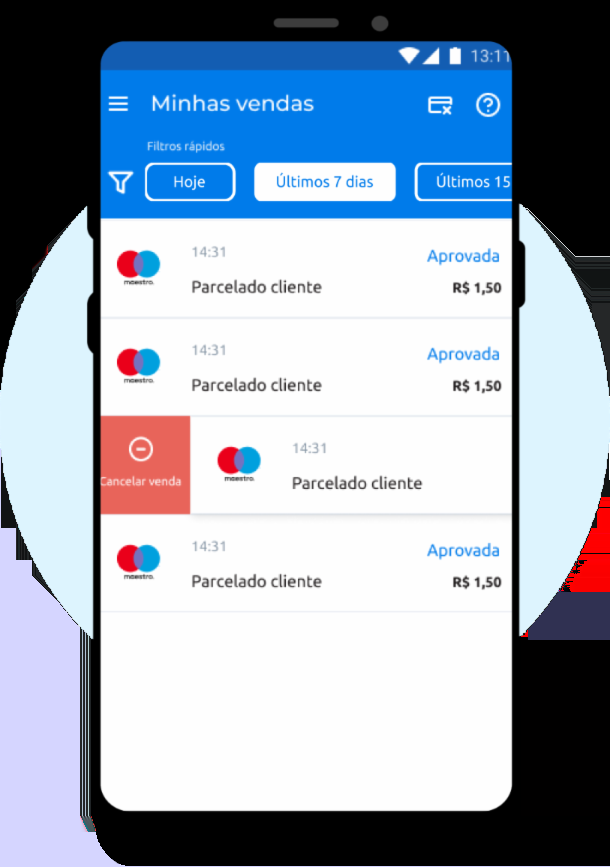 13:11
Minhas vendas
Filtros rápidos
Hoje
Últimos 7 dias
Últimos 15
14:31
Aprovada
maestro.
Parcelado cliente
R$ 1,50
14:31
Aprovada
maestro.
Parcelado cliente
R$ 1,50
14:31
Cancelar venda
maestro.
Parcelado cliente
14:31
Aprovada
maestro.
Parcelado cliente
R$ 1,50